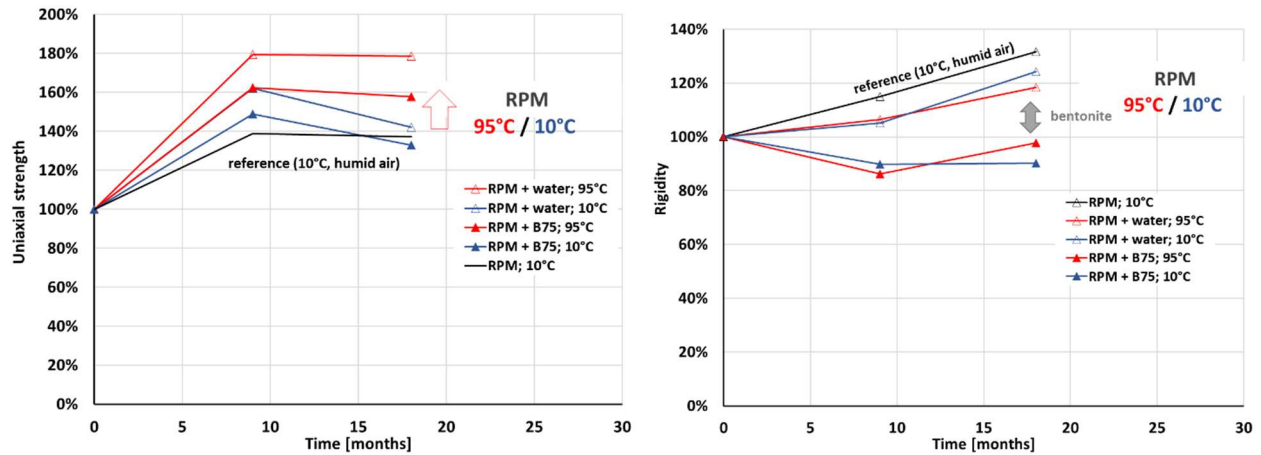 200%
180%
160%
140%
120%
100%
80%
60%
40%
20%
0%
Uniaxial strength
0 5 10 15 20 25 30
Time [months]
RPM
95°C / 10°C
reference (10°C, humid air)
RPM + water; 95°C
RPM + water; 10°C
RPM + B75; 95°C
RPM + B75; 10°C
RPM; 10°C
140%
120%
100%
80%
60%
40%
20%
0%
Rigidity
0 5 10 15 20 25 30
Time [months]
reference (10°C, humid air)
RPM
95°C / 10°C
bentonite
RPM; 10°C
RPM + water; 95°C
RPM + water; 10°C
RPM + B75; 95°C
RPM + B75; 10°C